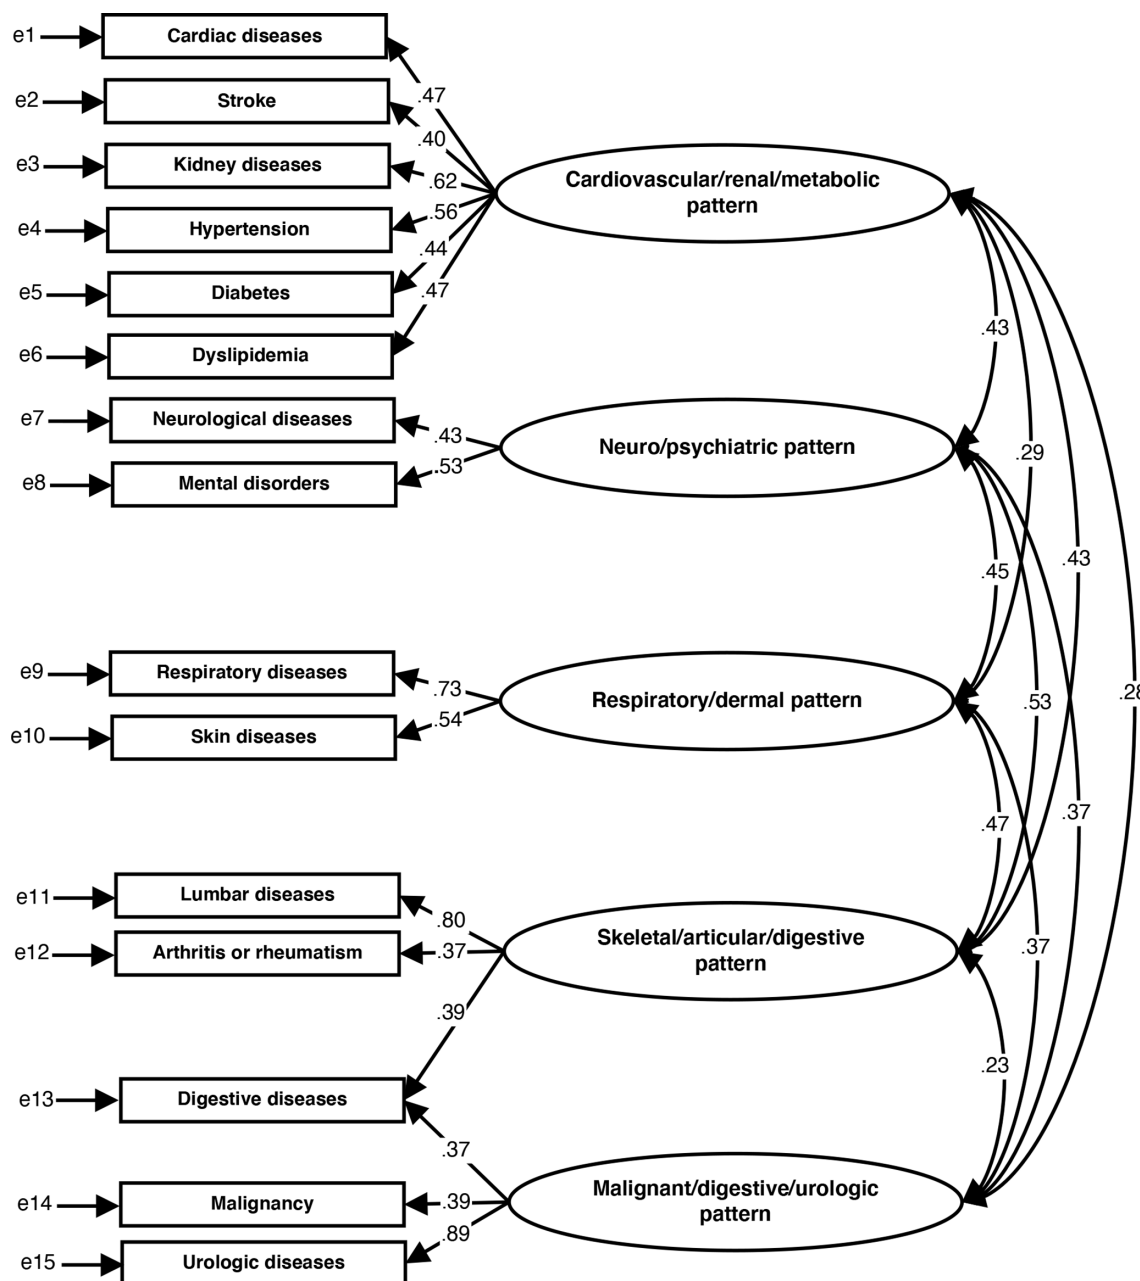 e1
Cardiac diseases
.47
e2
Stroke
.40
e3
Kidney diseases
.62
Cardiovascular/renal/metabolic
pattern
e4
Hypertension
.56
.44
e5
Diabetes
.47
e6
Dyslipidemia
.43
e7
Neurological diseases
.43
Neuro/psychiatric pattern
.29
e8
Mental disorders
.53
.45
.43
e9
Respiratory diseases
.73
Respiratory/dermal pattern
.53
.28
e10
Skin diseases
.54
.47
.37
e11
Lumbar diseases
.80
Skeletal/articular/digestive
pattern
.37
e12
Arthritis or rheumatism
.37
.39
.23
e13
Digestive diseases
.37
Malignant/digestive/urologic
pattern
e14
Malignancy
.39
.89
e15
Urologic diseases